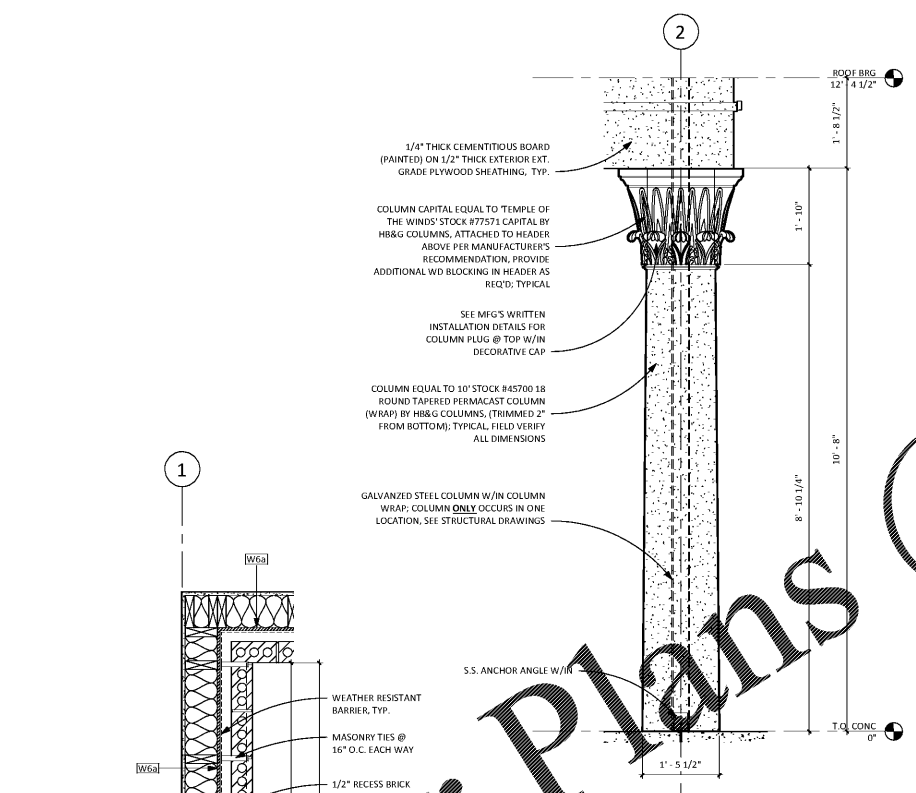 2
ROOF BRG
12' 4 1/2"
1' - 8 1/2"
1/4" THICK CEMENTITIOUS BOARD
(PAINTED) ON 1/2" THICK EXTERIOR EXT.
GRADE PLYWOOD SHEATHING, TYP.
COLUMN CAPITAL EQUAL TO 'TEMPLE OF
THE WINDS' STOCK #77571 CAPITAL BY
HB&G COLUMNS, ATTACHED TO HEADER
ABOVE PER MANUFACTURER'S
RECOMMENDATION, PROVIDE
ADDITIONAL WD BLOCKING IN HEADER AS
REQ'D; TYPICAL
1' - 10"
SEE MFG'S WRITTEN
INSTALLATION DETAILS FOR
COLUMN PLUG @ TOP W/IN
DECORATIVE CAP
COLUMN EQUAL TO 10' STOCK #45700 18
ROUND TAPERED PERMACAST COLUMN
(WRAP) BY HB&G COLUMNS, (TRIMMED 2"
FROM BOTTOM); TYPICAL, FIELD VERIFY
ALL DIMENSIONS
10' - 8"
8' - 10 1/4"
1
GALVANZED STEEL COLUMN W/IN COLUMN
WRAP; COLUMN ONLY OCCURS IN ONE
LOCATION, SEE STRUCTURAL DRAWINGS
W6a
S.S. ANCHOR ANGLE W/IN
WEATHER RESISTANT
BARRIER, TYP.
T.O. CONC
0"
MASONRY TIES @
16" O.C. EACH WAY
W6a
1' - 5 1/2"
1/2" RECESS BRICK
Plans